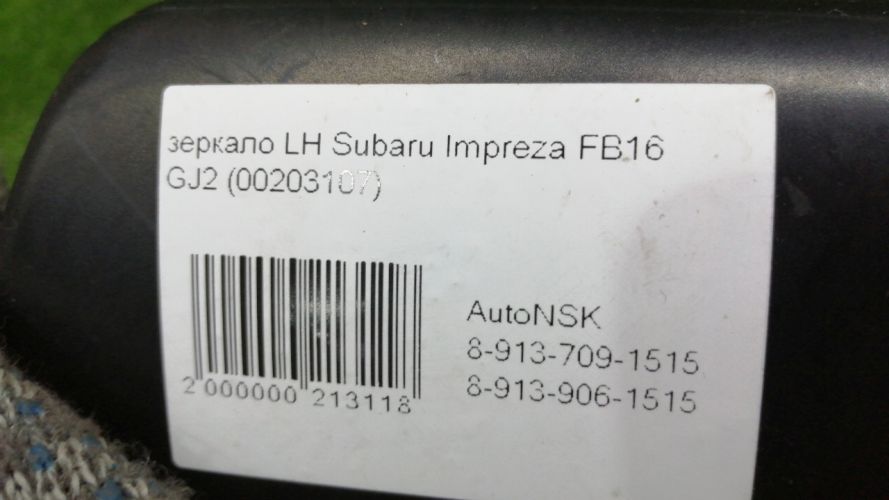 зеркало LH Subaru Impreza FB16
GJ2 (00203107)
AutoNSK
8-913-709-1515
8-913-906-1515
2 000000 213118